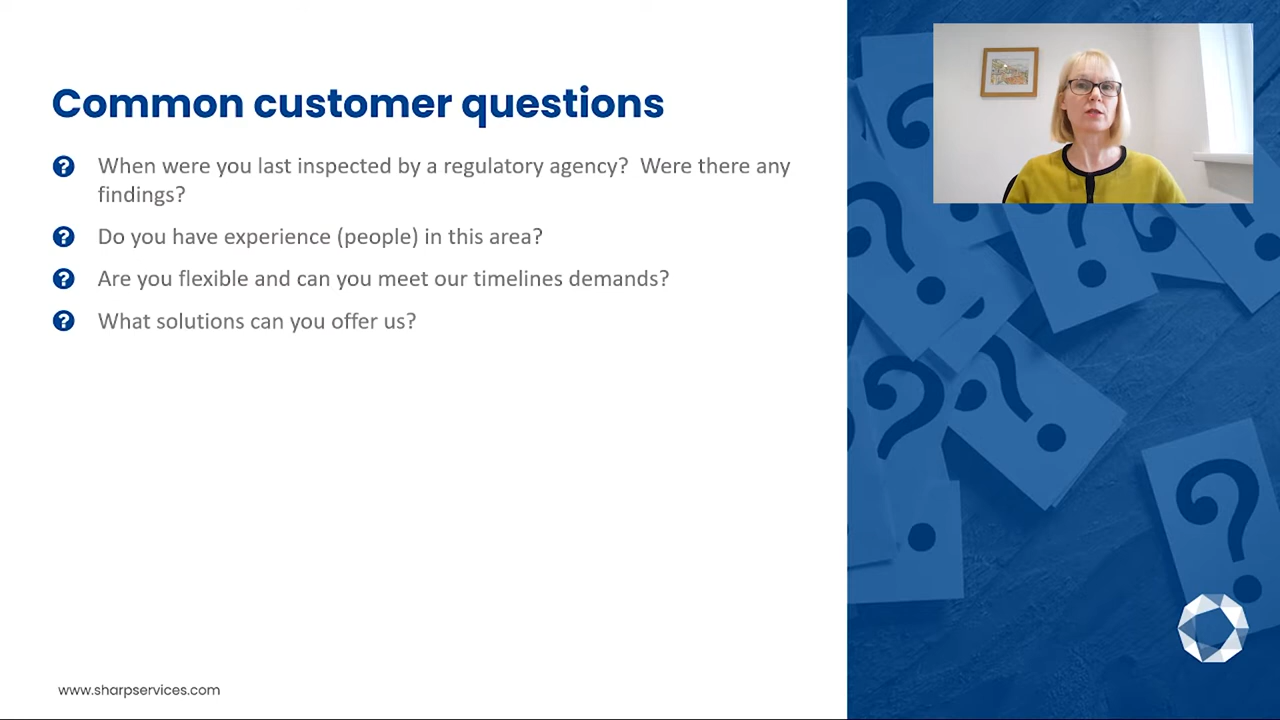 Common customer questions
When were you last inspected by a regulatory agency?  Were there any
findings?
Do you have experience (people) in this area?
Are you flexible and can you meet our timelines demands?
What solutions can you offer us?
www.sharpservices.com